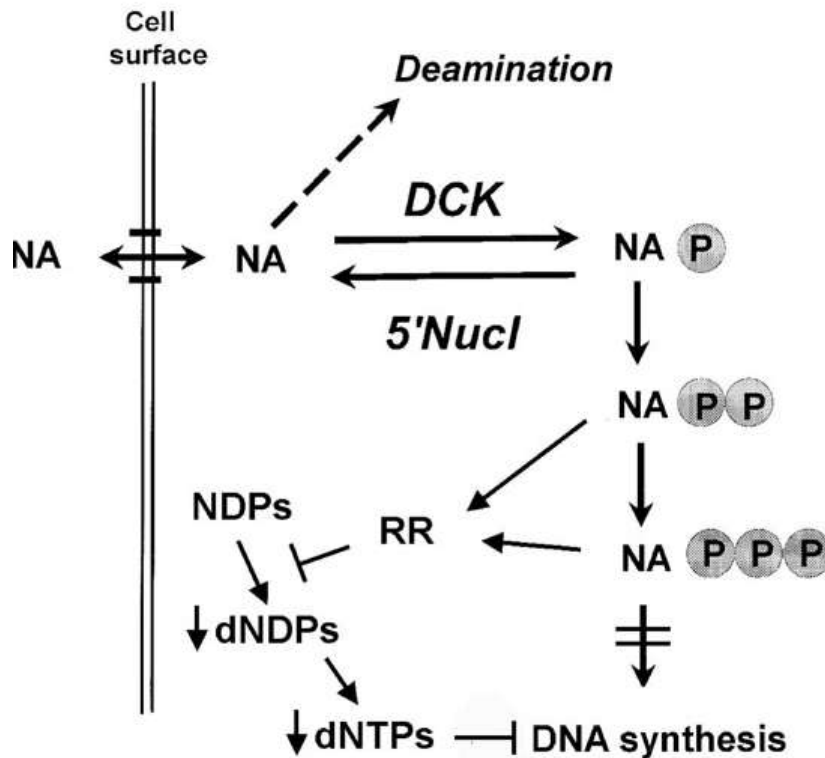 Cell
surface
Deamination
DCK
NA
NA
NA P
5'Nucl
NA P P
NDPs
RR
NA P P P
dNDPs
dNTPs
DNA synthesis